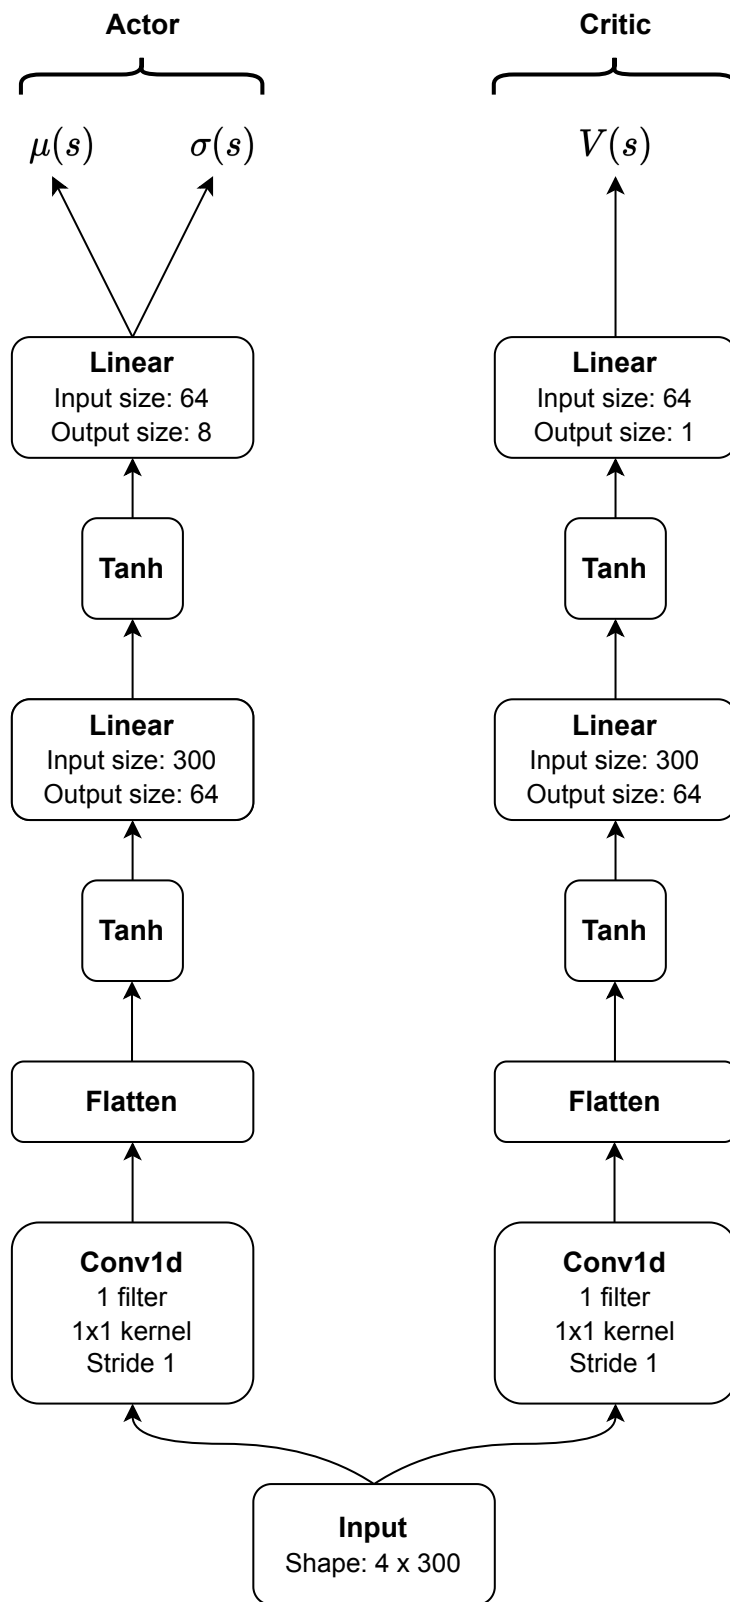 Actor
Critic
μ(s)
σ(s)
V(s)
Linear
Input size: 64
Output size: 8
Linear
Input size: 64
Output size: 1
Tanh
Tanh
Linear
Input size: 300
Output size: 64
Linear
Input size: 300
Output size: 64
Tanh
Tanh
Flatten
Flatten
Conv1d
1 filter
1x1 kernel
Stride 1
Conv1d
1 filter
1x1 kernel
Stride 1
Input
Shape: 4 x 300